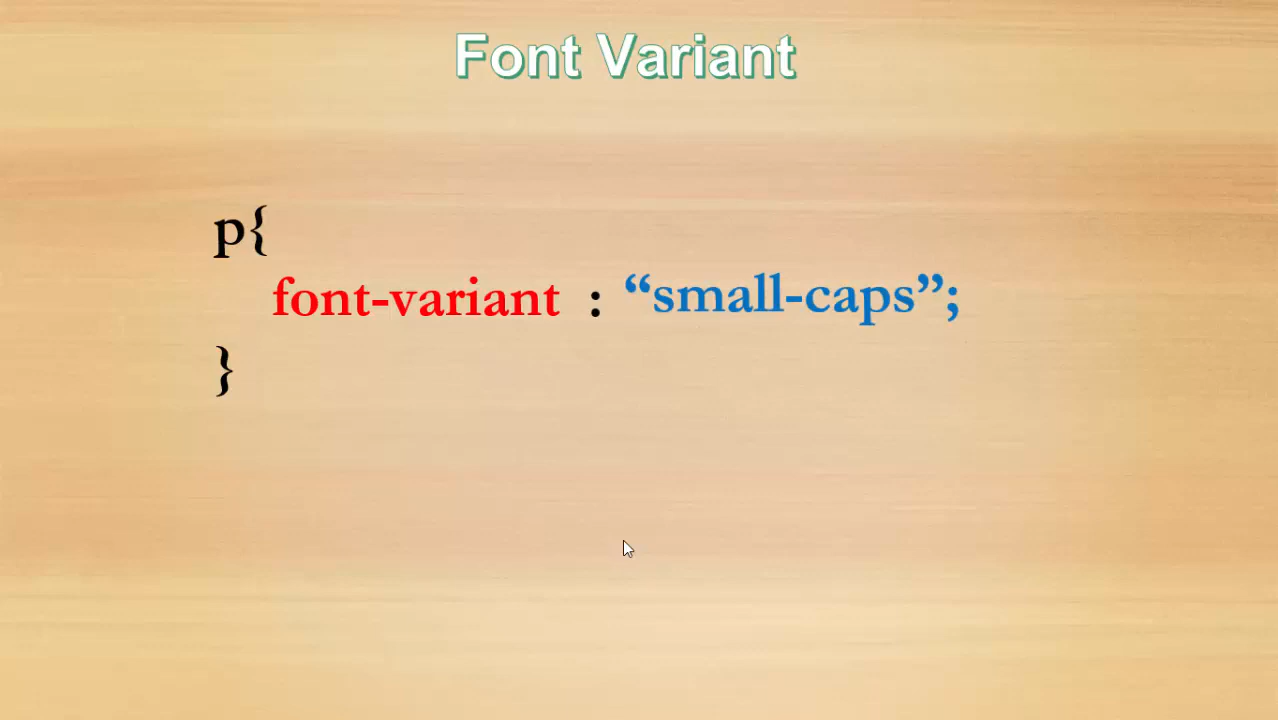 Font Variant
p{
font-variant : “small-caps”;
}